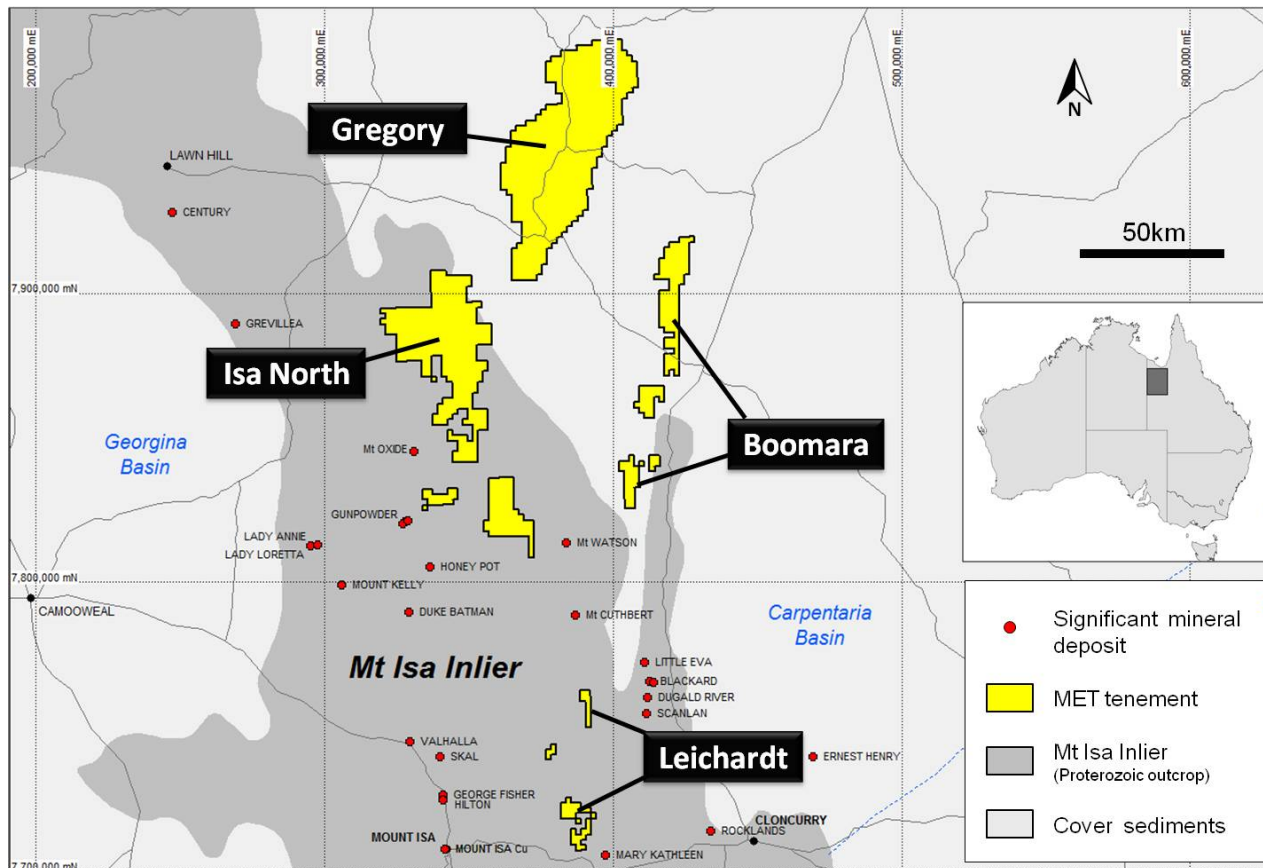 200,000 mE
300,000 mE
400,000 mE
500,000 mE
600,000 mE
N
Gregory
LAWN HILL
CENTURY
50km
7,900,000 mN
GREVILLEA
Isa North
Boomara
Georgina
Basin
Mt OXIDE
GUNPOWDER
LADY ANNIE
LADY LORETTA
Mt WATSON
HONEY POT
7,800,000 mN
MOUNT KELLY
CAMOOWEAL
DUKE BATMAN
Mt CUTHBERT
Carpentaria
Basin
Mt Isa Inlier
LITTLE EVA
BLACKARD
DUGALD RIVER
SCANLAN
VALHALLA
SKAL
Leichardt
ERNEST HENRY
GEORGE FISHER
HILTON
ROCKLANDS
CLONCURRY
MOUNT ISA
MOUNT ISA Cu
MARY KATHLEEN
7,700,000 mN
Significant mineral
deposit
MET tenement
Mt Isa Inlier
(Proterozoic outcrop)
Cover sediments